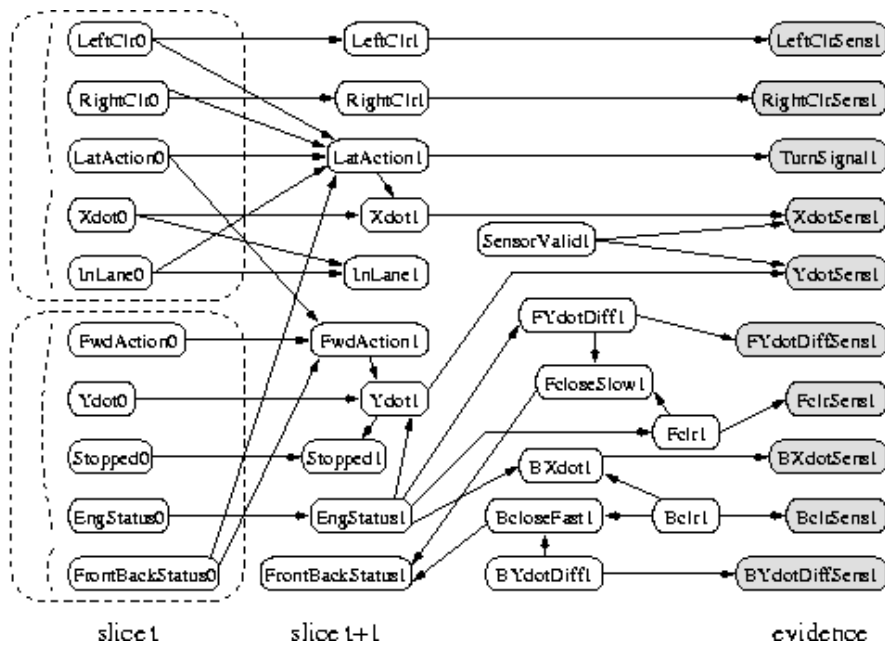 LeftClr0 LeftClr1 LeftClrSens1
RightClr0 RightClr1 RightClrSens1
LatAction0 LatAction1 TurnSignal1
Xdot0 Xdot1 XdotSens1
SensorValid1
InLane0 InLane1 YdotSens1
FYdotDiff1
FwdAction0 FwdAction1 FYdotDiffSens1
FcloseSlow1
Ydot0 Ydot1 FclrSens1
Fclr1
Stopped0 Stopped1 BXdot1 BXdotSens1
EngStatus0 EngStatus1 BcloseFast1 Bclr1 BclrSens1
FrontBackStatus0 FrontBackStatus1 BYdotDiff1 BYdotDiffSens1
slice t slice t+1 evidence